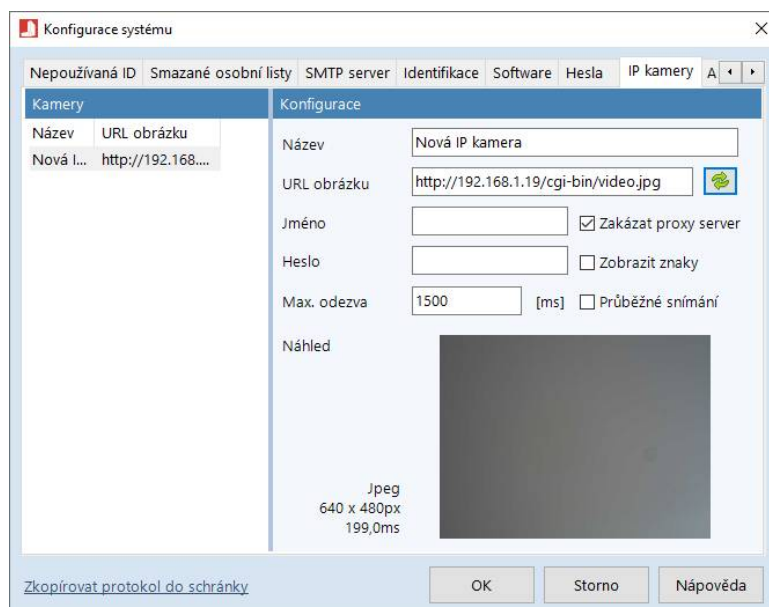 Konfigurace systému
Nepoužívaná ID Smazané osobní listy SMTP server Identifikace Software Hesla IP kamery A
Kamery
Název URL obrázku
Nová I... http://192.168....
Konfigurace
Název Nová IP kamera
URL obrázku http://192.168.1.19/cgi-bin/video.jpg
Jméno Zakázat proxy server
Heslo Zobrazit znaky
Max. odezva 1500 [ms] Průběžné snímání
Náhled
Jpeg
640 x 480px
199,0ms
Zkopírovat protokol do schránky OK Storno Nápověda